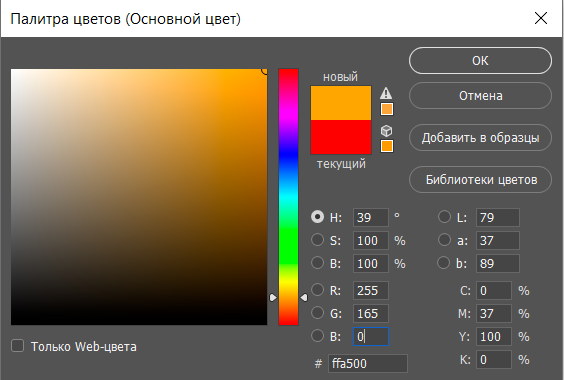 Палитра цветов (Основной цвет)
новый
текущий
OK
Отмена
Добавить в образцы
Библиотеки цветов
H: 39 ° L: 79
S: 100 % a: 37
B: 100 % b: 89
R: 255 C: 0 %
G: 165 M: 37 %
B: 0 Y: 100 %
# ffa500 K: 0 %
Только Web-цвета